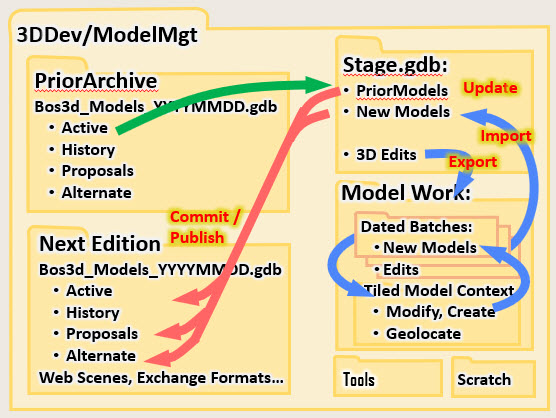 3DDev/ModelMgt
PriorArchive
Bos3d_Models_YYYYMMDD.gdb
• Active
• History
• Proposals
• Alternate
Stage.gdb:
• PriorModels
Update
• New Models
Import
• 3D Edits
Export
Commit /
Publish
Next Edition
Bos3d_Models_YYYYMMDD.gdb
• Active
• History
• Proposals
• Alternate
Web Scenes, Exchange Formats...
Model Work:
Dated Batches:
• New Models
• Edits
Tiled Model Context
• Modify, Create
• Geolocate
Tools
Scratch